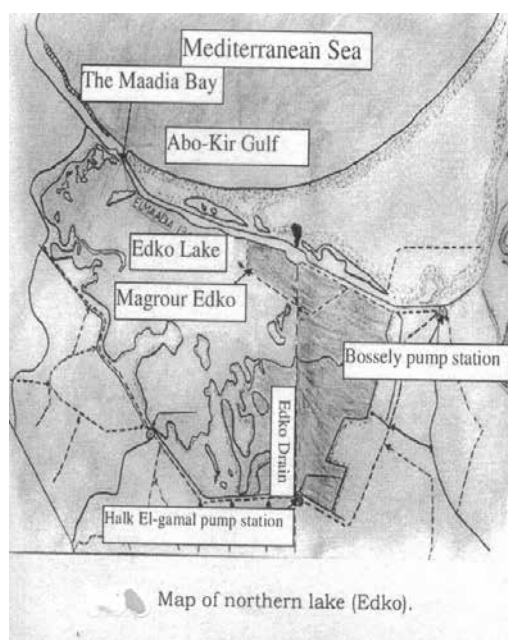 Mediterranean Sea
The Maadia Bay
Abo-Kir Gulf
Edko Lake
Magrour Edko
Bossely pump station
Edko Drain
Halk El-gamal pump station
Map of northern lake (Edko).